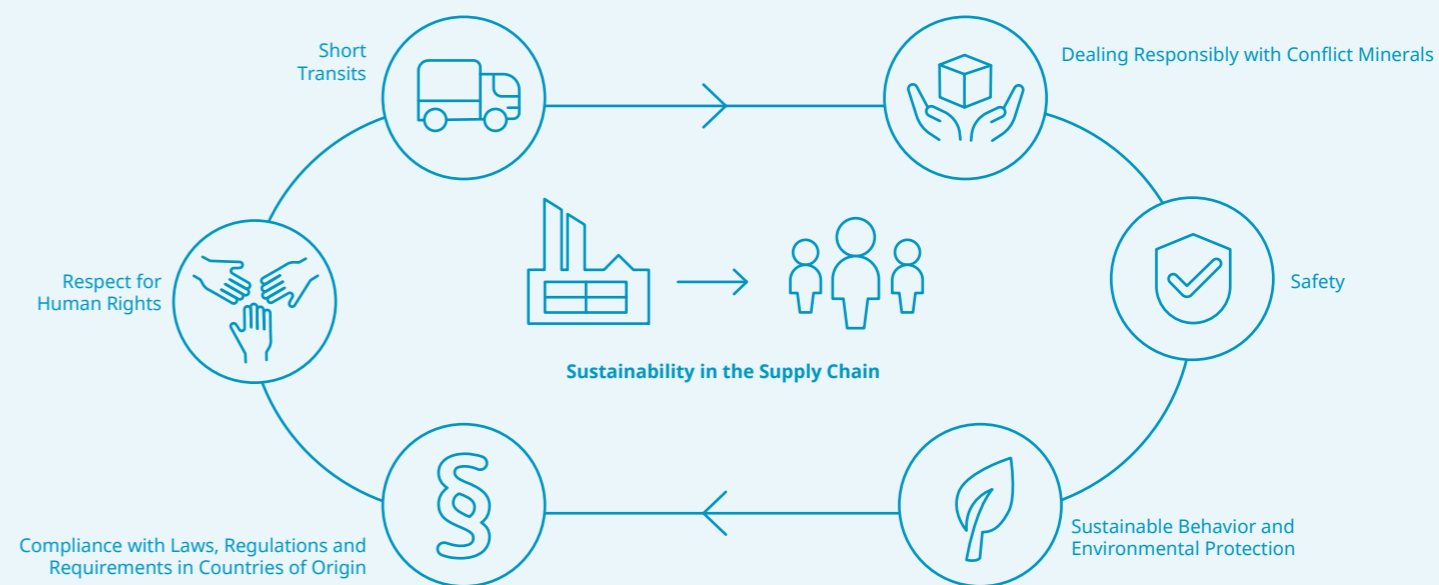 Short
Transits
Dealing Responsibly with Conflict Minerals
Respect for
Human Rights
Safety
Sustainability in the Supply Chain
Compliance with Laws, Regulations and
Requirements in Countries of Origin
Sustainable Behavior and
Environmental Protection